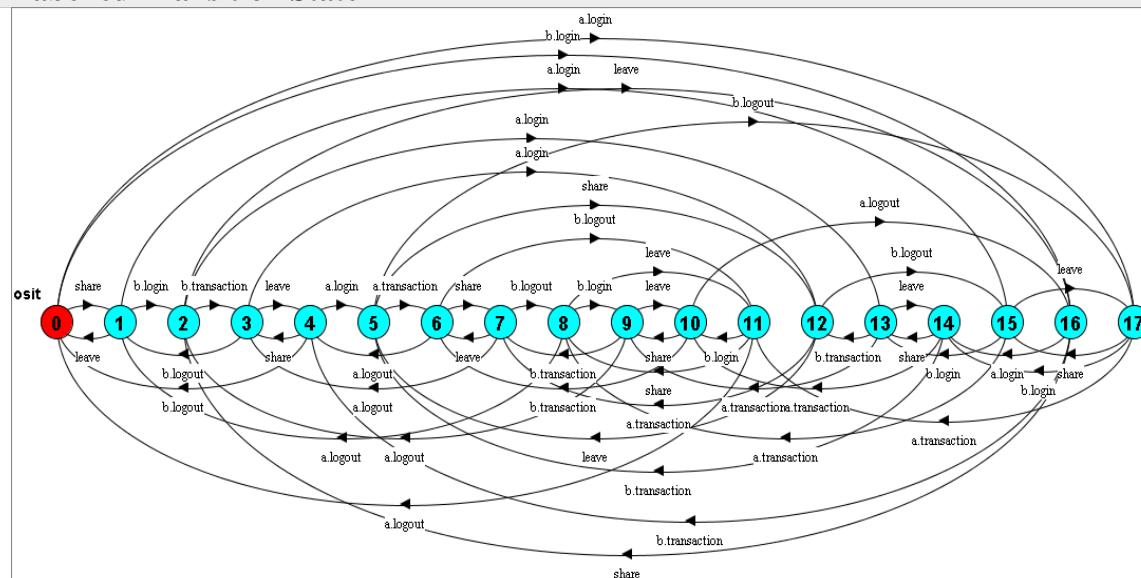 a.login
b.login
a.login leave
b.logout
a.login
a.login
share
a.logout
b.logout
leave b.logout
leave
osit share b.login b.transaction leave a.login a.transaction share b.logout b.login leave leave
0 1 2 3 4 5 6 7 8 9 10 11 12 13 14 15 16 17
leave share leave share b.login b.transaction share
b.logout a.logout b.transaction b.login a.login share
share b.login
b.logout a.logout b.transaction a.transaction a.transaction
a.transaction
a.transaction
a.logout a.logout leave a.transaction
b.transaction
a.logout
b.transaction
share